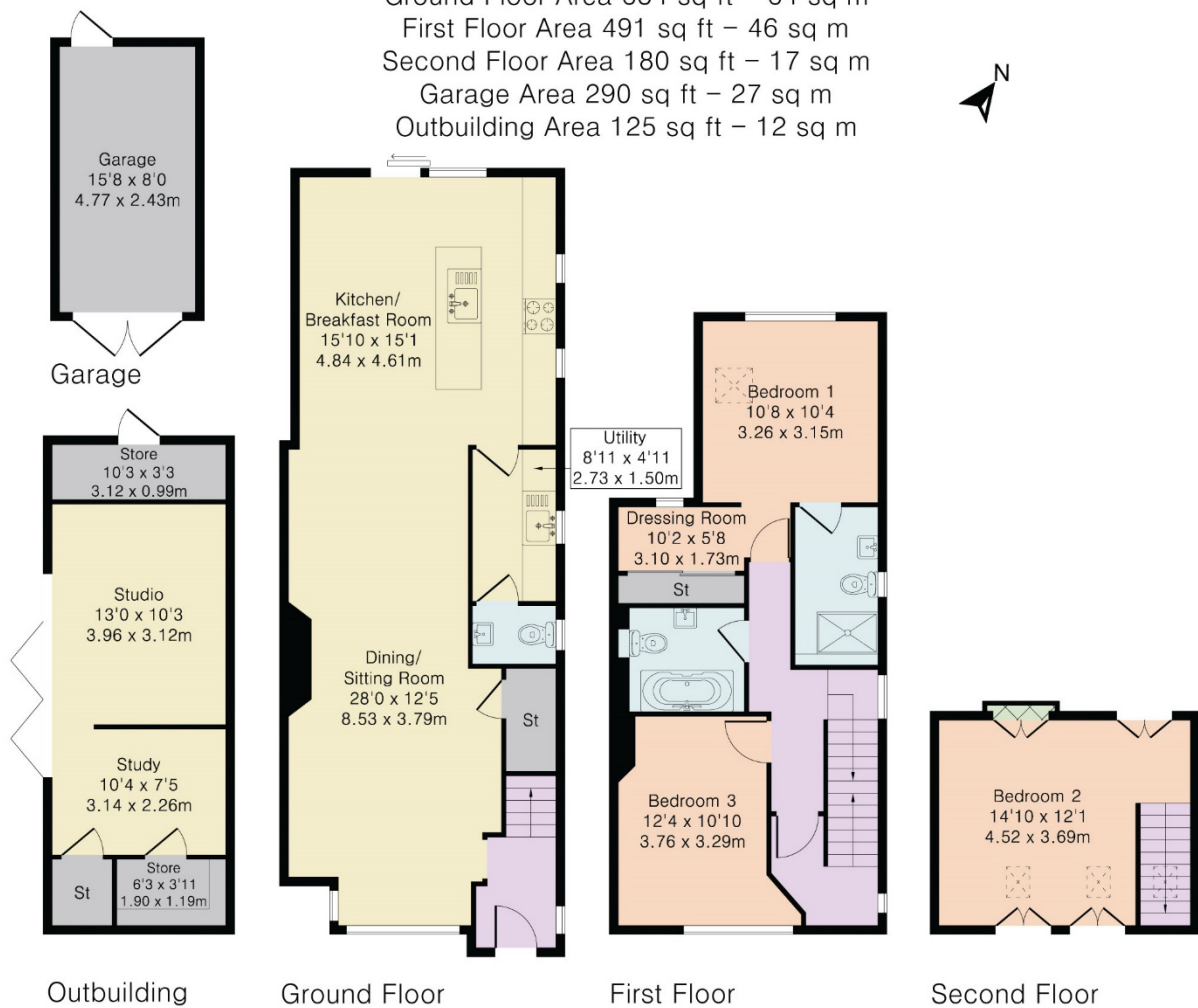 Ground Floor Area sq ft – sq m
First Floor Area 491 sq ft – 46 sq m
Second Floor Area 180 sq ft – 17 sq m
Garage Area 290 sq ft – 27 sq m
Outbuilding Area 125 sq ft – 12 sq m
N
Garage
15'8 x 8'0
4.77 x 2.43m
Garage
Store
10'3 x 3'3
3.12 x 0.99m
Studio
13'0 x 10'3
3.96 x 3.12m
Study
10'4 x 7'5
3.14 x 2.26m
St
Store
6'3 x 3'11
1.90 x 1.19m
Outbuilding
Kitchen/
Breakfast Room
15'10 x 15'1
4.84 x 4.61m
Utility
8'11 x 4'11
2.73 x 1.50m
Dining/
Sitting Room
28'0 x 12'5
8.53 x 3.79m
St
Ground Floor
Bedroom 1
10'8 x 10'4
3.26 x 3.15m
Dressing Room
10'2 x 5'8
3.10 x 1.73m
St
Bedroom 3
12'4 x 10'10
3.76 x 3.29m
First Floor
Bedroom 2
14'10 x 12'1
4.52 x 3.69m
Second Floor